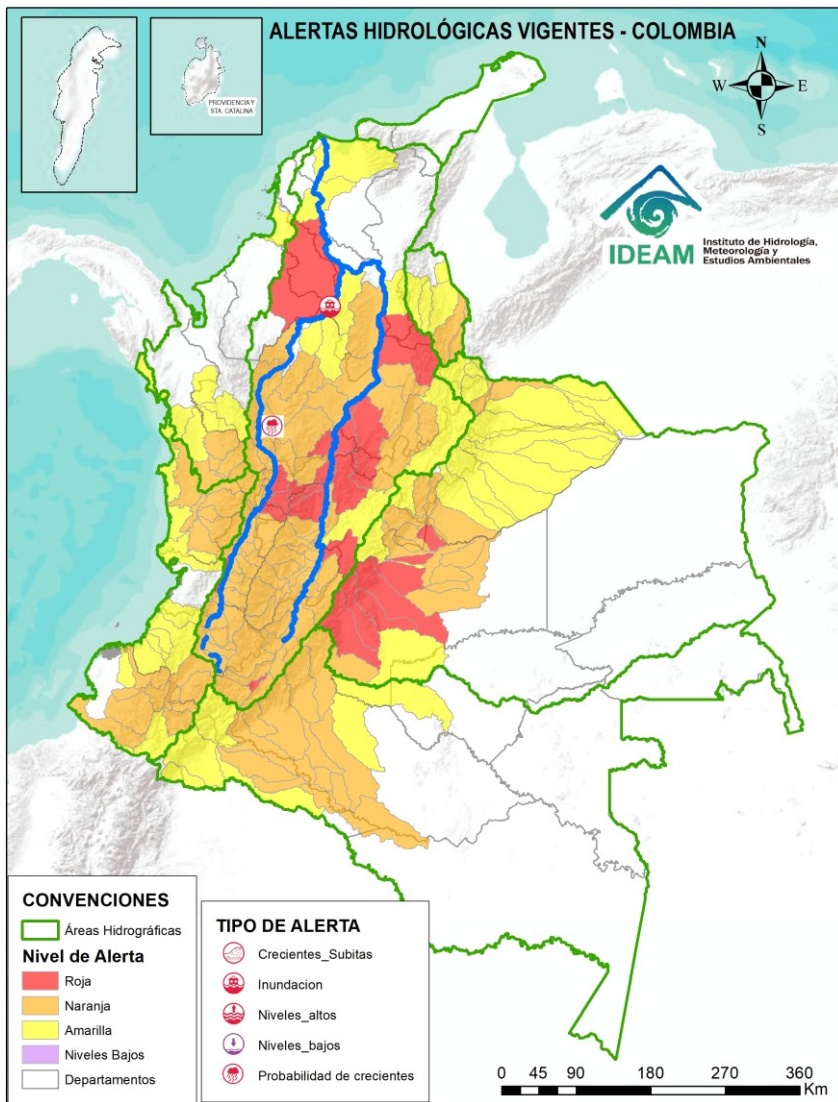 ALERTAS HIDROLÓGICAS VIGENTES - COLOMBIA
PROVIDENCIA Y
STA. CATALINA
N
W
E
S
IDEAM
Instituto de Hidrología,
Meteorología y
Estudios Ambientales
CONVENCIONES
Áreas Hidrográficas
Nivel de Alerta
Roja
Naranja
Amarilla
Niveles Bajos
Departamentos
TIPO DE ALERTA
Crecientes_Subitas
Inundacion
Niveles_altos
Niveles_bajos
Probabilidad de crecientes
0 45 90 180 270 360
Km